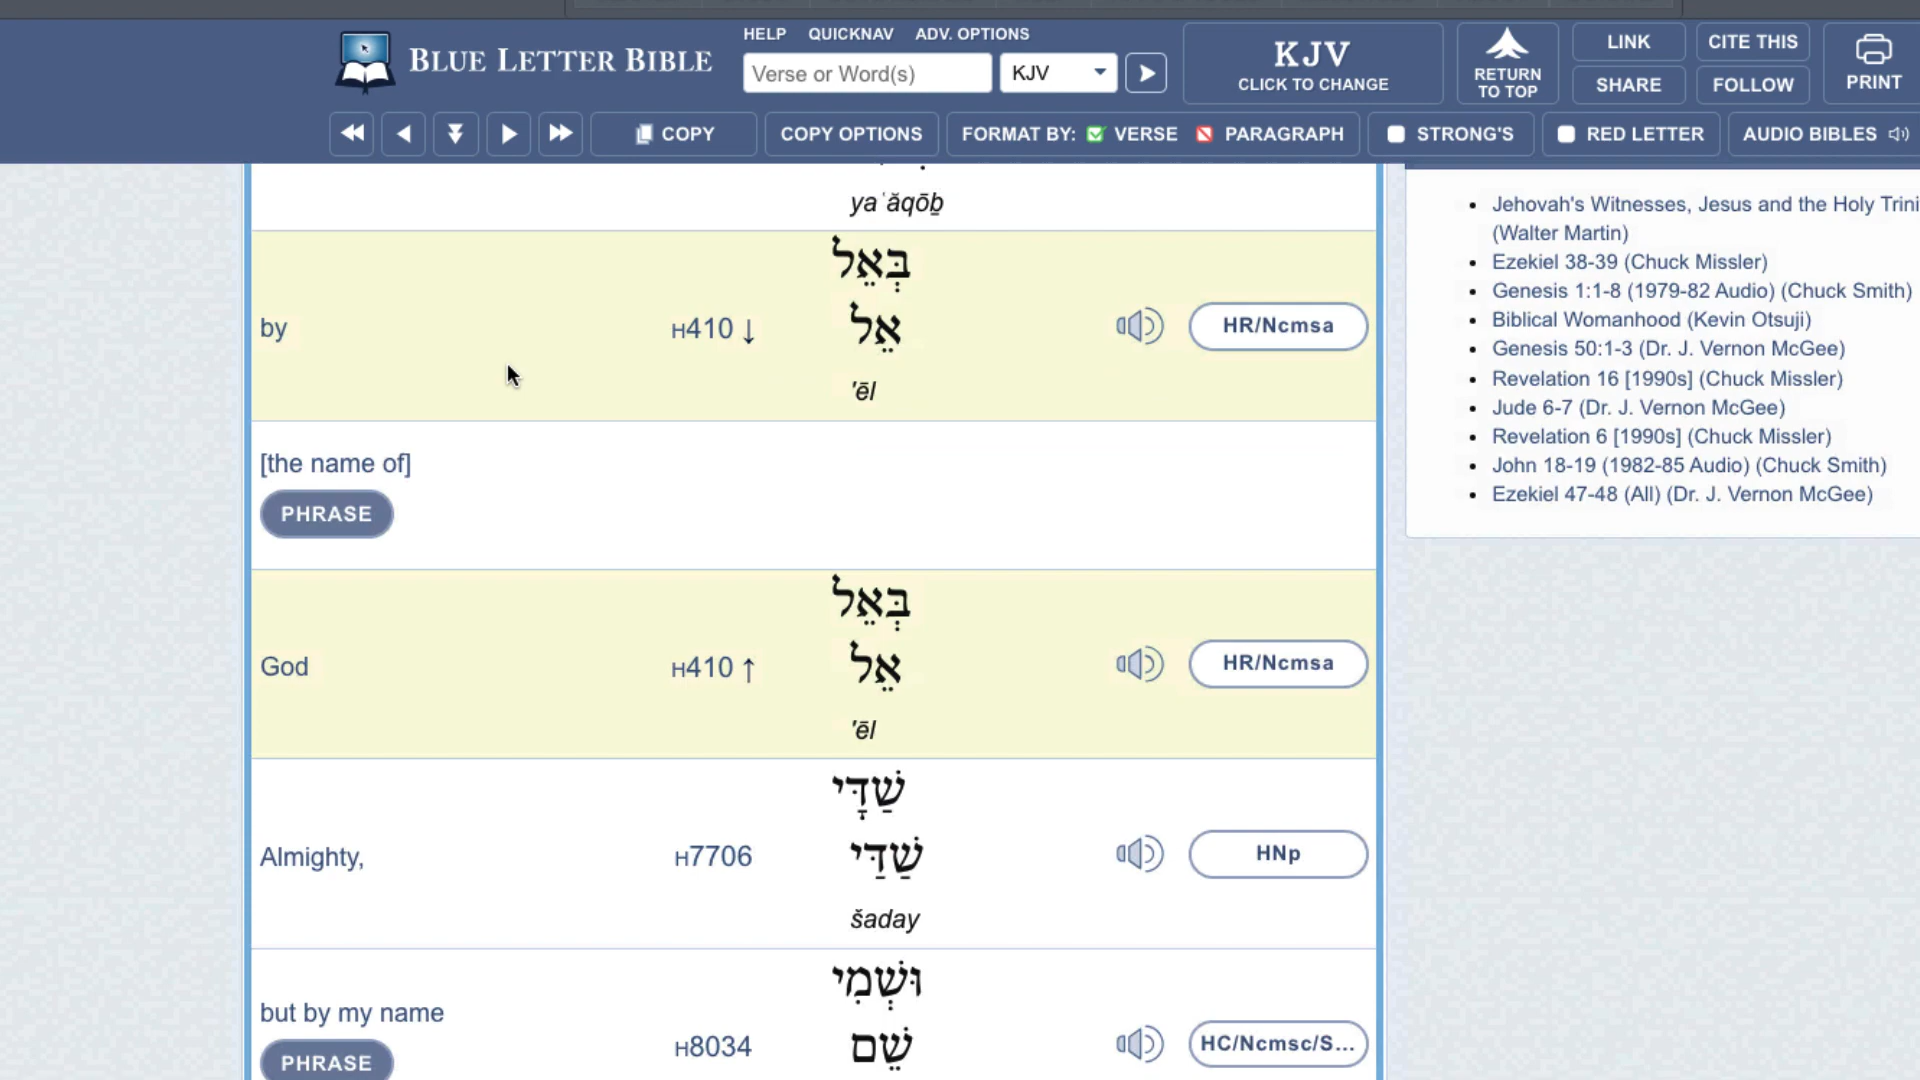 BLUE LETTER BIBLE
HELP QUICKNAV ADV. OPTIONS
Verse or Word(s)
KJV
KJV
CLICK TO CHANGE
RETURN
TO TOP
LINK
CITE THIS
SHARE
FOLLOW
PRINT
COPY
COPY OPTIONS
FORMAT BY: VERSE PARAGRAPH
STRONG'S
RED LETTER
AUDIO BIBLES
yaʿăqōḇ
by
H410 ↓
בְּאֵל
אֵל
'ēl
HR/Ncmsa
[the name of]
PHRASE
God
H410 ↑
בְּאֵל
אֵל
'ēl
HR/Ncmsa
Almighty,
H7706
שַׁדָּי
שַׁדַּי
šaday
HNp
but by my name
PHRASE
H8034
וּשְׁמִי
שֵׁם
HC/Ncmsc/S...
• Jehovah's Witnesses, Jesus and the Holy Trini
(Walter Martin)
• Ezekiel 38-39 (Chuck Missler)
• Genesis 1:1-8 (1979-82 Audio) (Chuck Smith)
• Biblical Womanhood (Kevin Otsuji)
• Genesis 50:1-3 (Dr. J. Vernon McGee)
• Revelation 16 [1990s] (Chuck Missler)
• Jude 6-7 (Dr. J. Vernon McGee)
• Revelation 6 [1990s] (Chuck Missler)
• John 18-19 (1982-85 Audio) (Chuck Smith)
• Ezekiel 47-48 (All) (Dr. J. Vernon McGee)